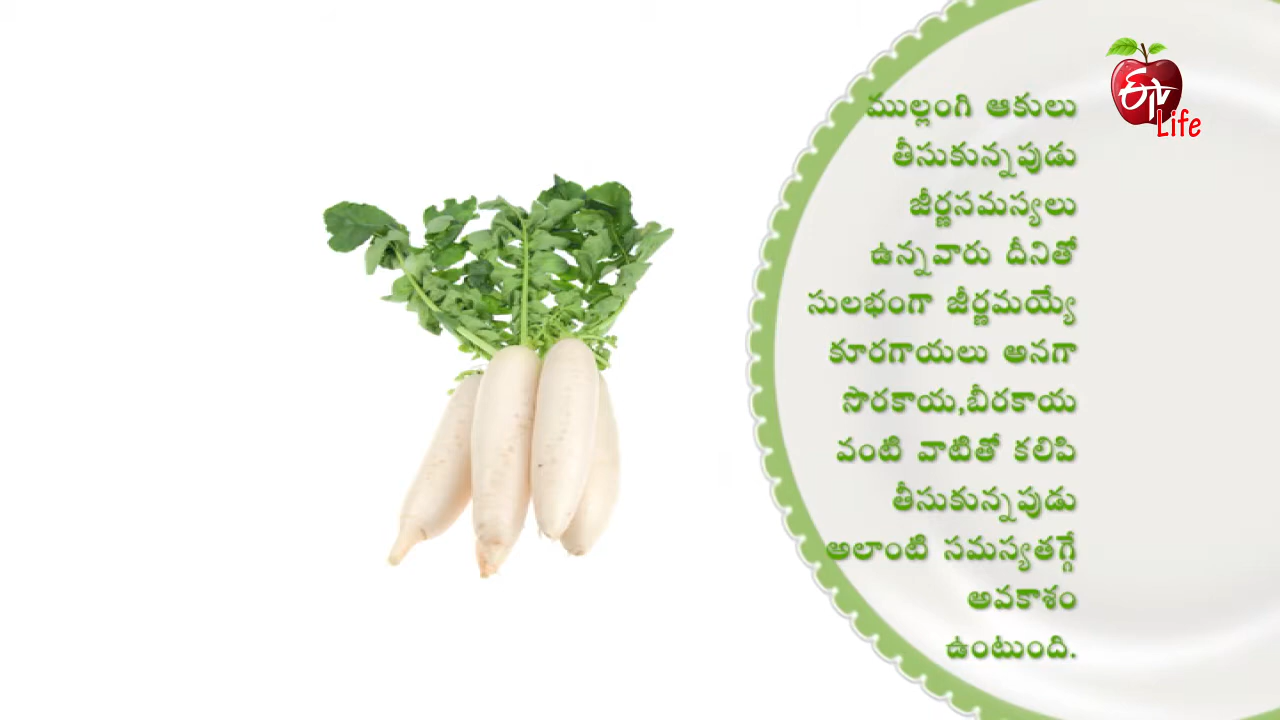 ముల్లంగి ఆకులు
తీసుకున్నపుడు
జీర్ణసమస్యలు
ఉన్నవారు దీనితో
సులభంగా జీర్ణమయ్యే
కూరగాయలు అనగా
సొరకాయ,బీరకాయ
వంటి వాటితో కలిపి
తీసుకున్నపుడు
అలాంటి సమస్యతగ్గే
అవకాశం
ఉంటుంది.
ఈtv
Life